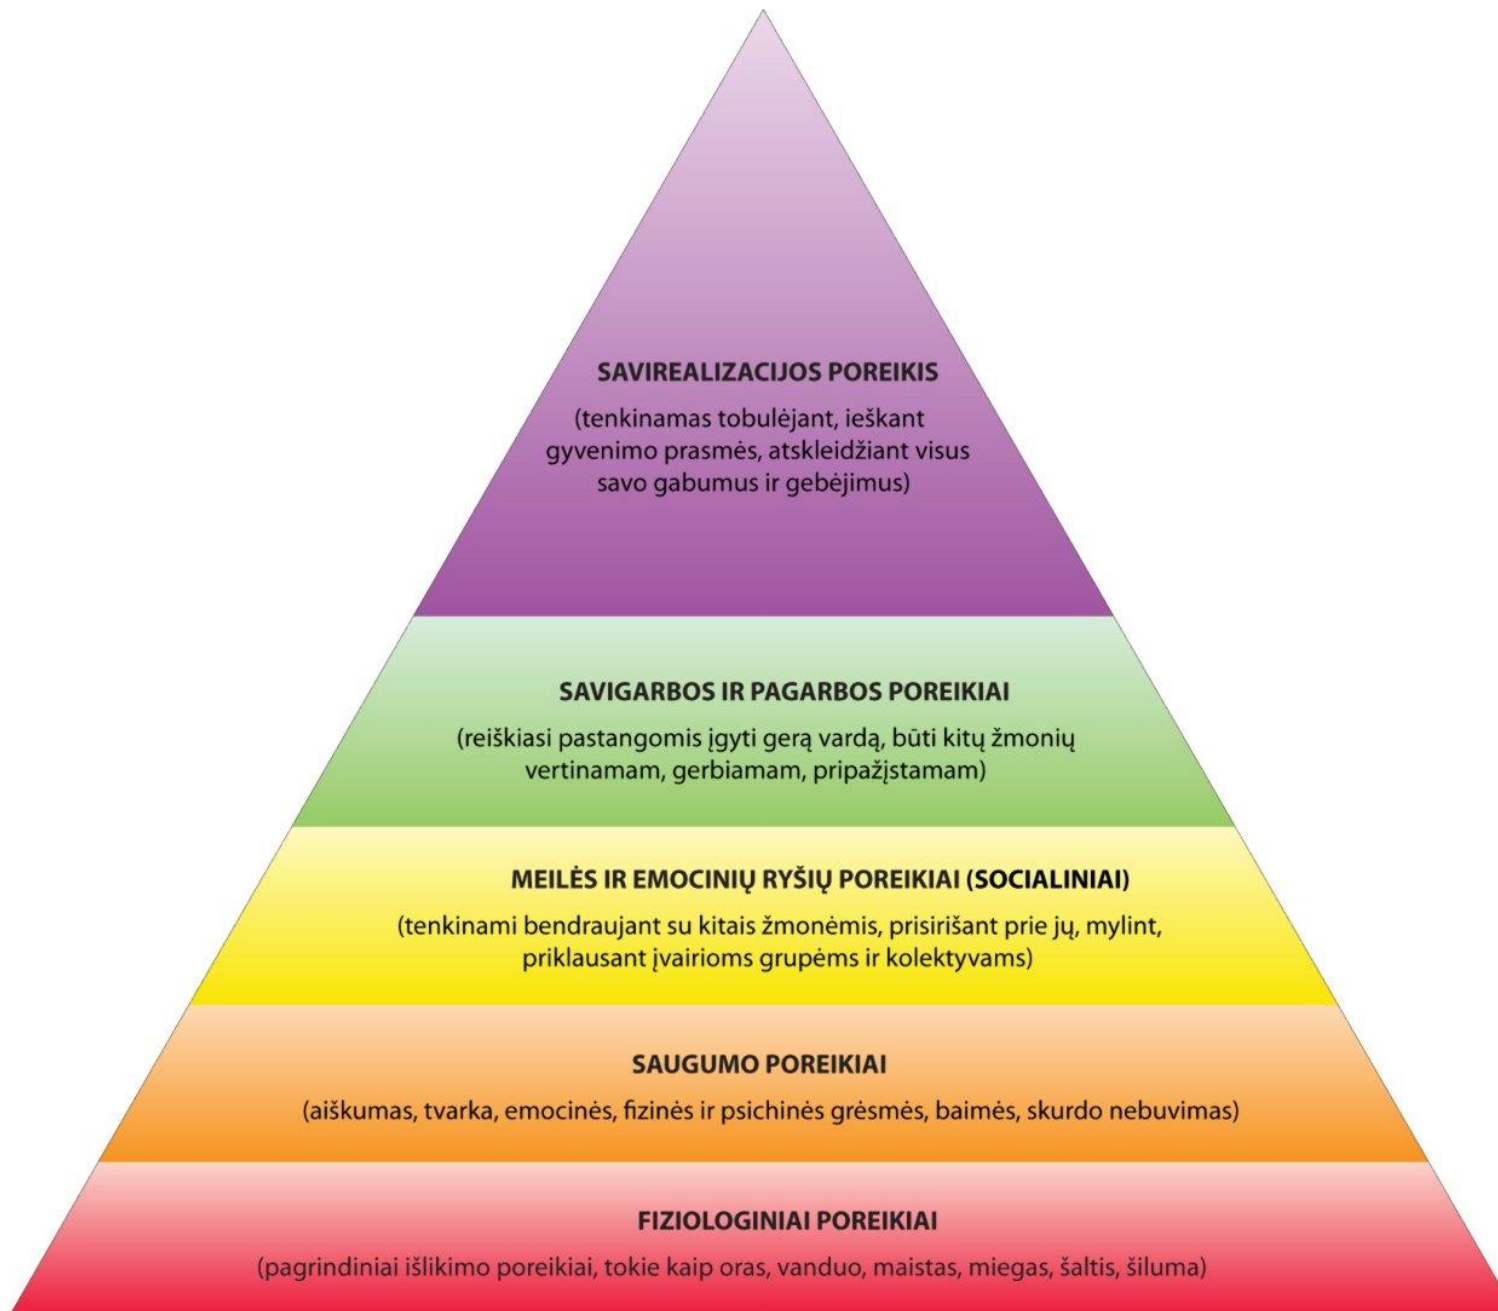 SAVIREALIZACIJOS POREIKIS
(tenkinamas tobulėjant, ieškant
gyvenimo prasmės, atskleidžiant visus
savo gabumus ir gebėjimus)
SAVIGARBOS IR PAGARBOS POREIKIAI
(reiškiasi pastangomis įgyti gerą vardą, būti kitų žmonių
vertinamam, gerbiamam, pripažįstamam)
MEILĖS IR EMOCINIŲ RYŠIŲ POREIKIAI (SOCIALINIAI)
(tenkinami bendraujant su kitais žmonėmis, prisirišant prie jų, mylint,
priklausant įvairioms grupėms ir kolektyvams)
SAUGUMO POREIKIAI
(aiškumas, tvarka, emocinės, fizinės ir psichinės grėsmės, baimės, skurdo nebuvimas)
FIZIOLOGINIAI POREIKIAI
(pagrindiniai išlikimo poreikiai, tokie kaip oras, vanduo, maistas, miegas, šaltis, šiluma)